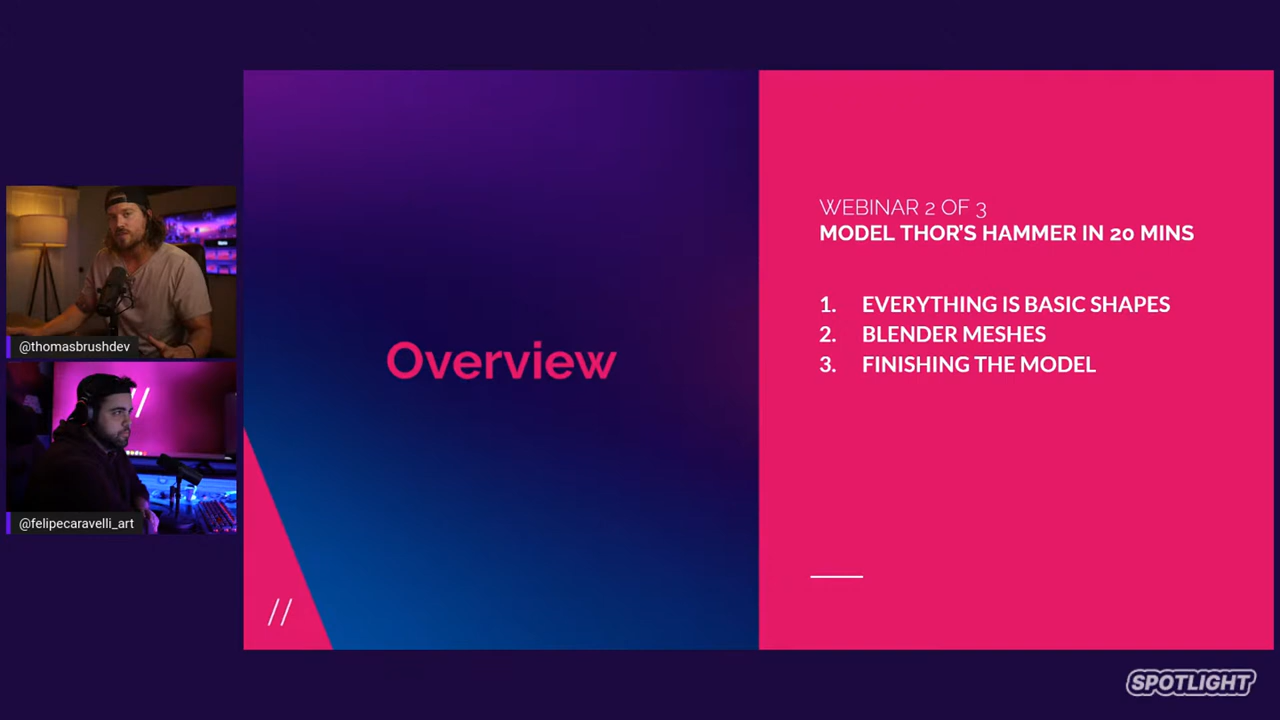 @thomasbrushdev
//
@felipecaravelli_art
Overview
//
WEBINAR 2 OF 3
MODEL THOR'S HAMMER IN 20 MINS
1. EVERYTHING IS BASIC SHAPES
2. BLENDER MESHES
3. FINISHING THE MODEL
SPOTLIGHT